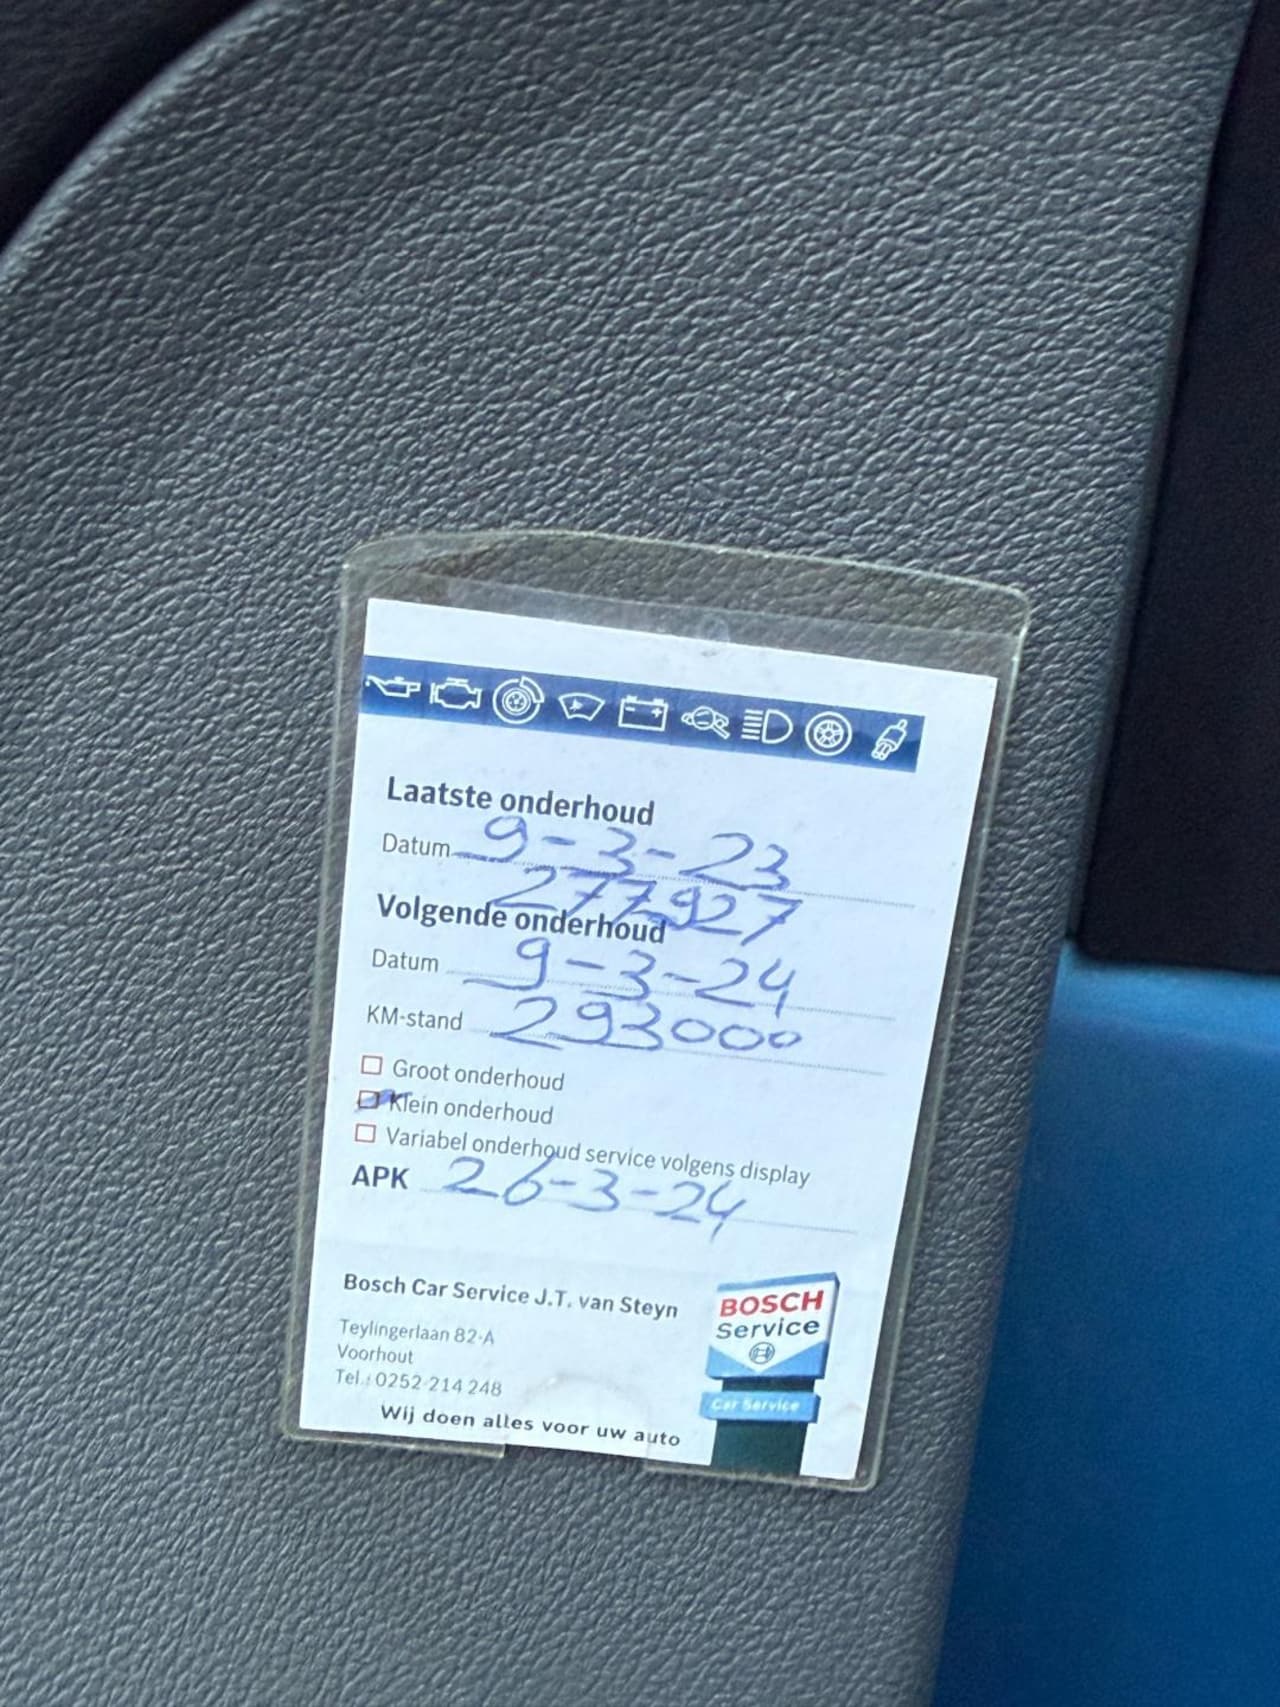 Laatste onderhoud
Datum 9-3-23
277927
Volgende onderhoud
Datum 9-3-24
KM-stand 293000
Groot onderhoud
Klein onderhoud
Variabel onderhoud service volgens display
APK 26-3-24
Bosch Car Service J.T. van Steyn
Teylingerlaan 82-A
Voorhout
Tel.: 0252 214 248
Wij doen alles voor uw auto
BOSCH
Service
Car Service